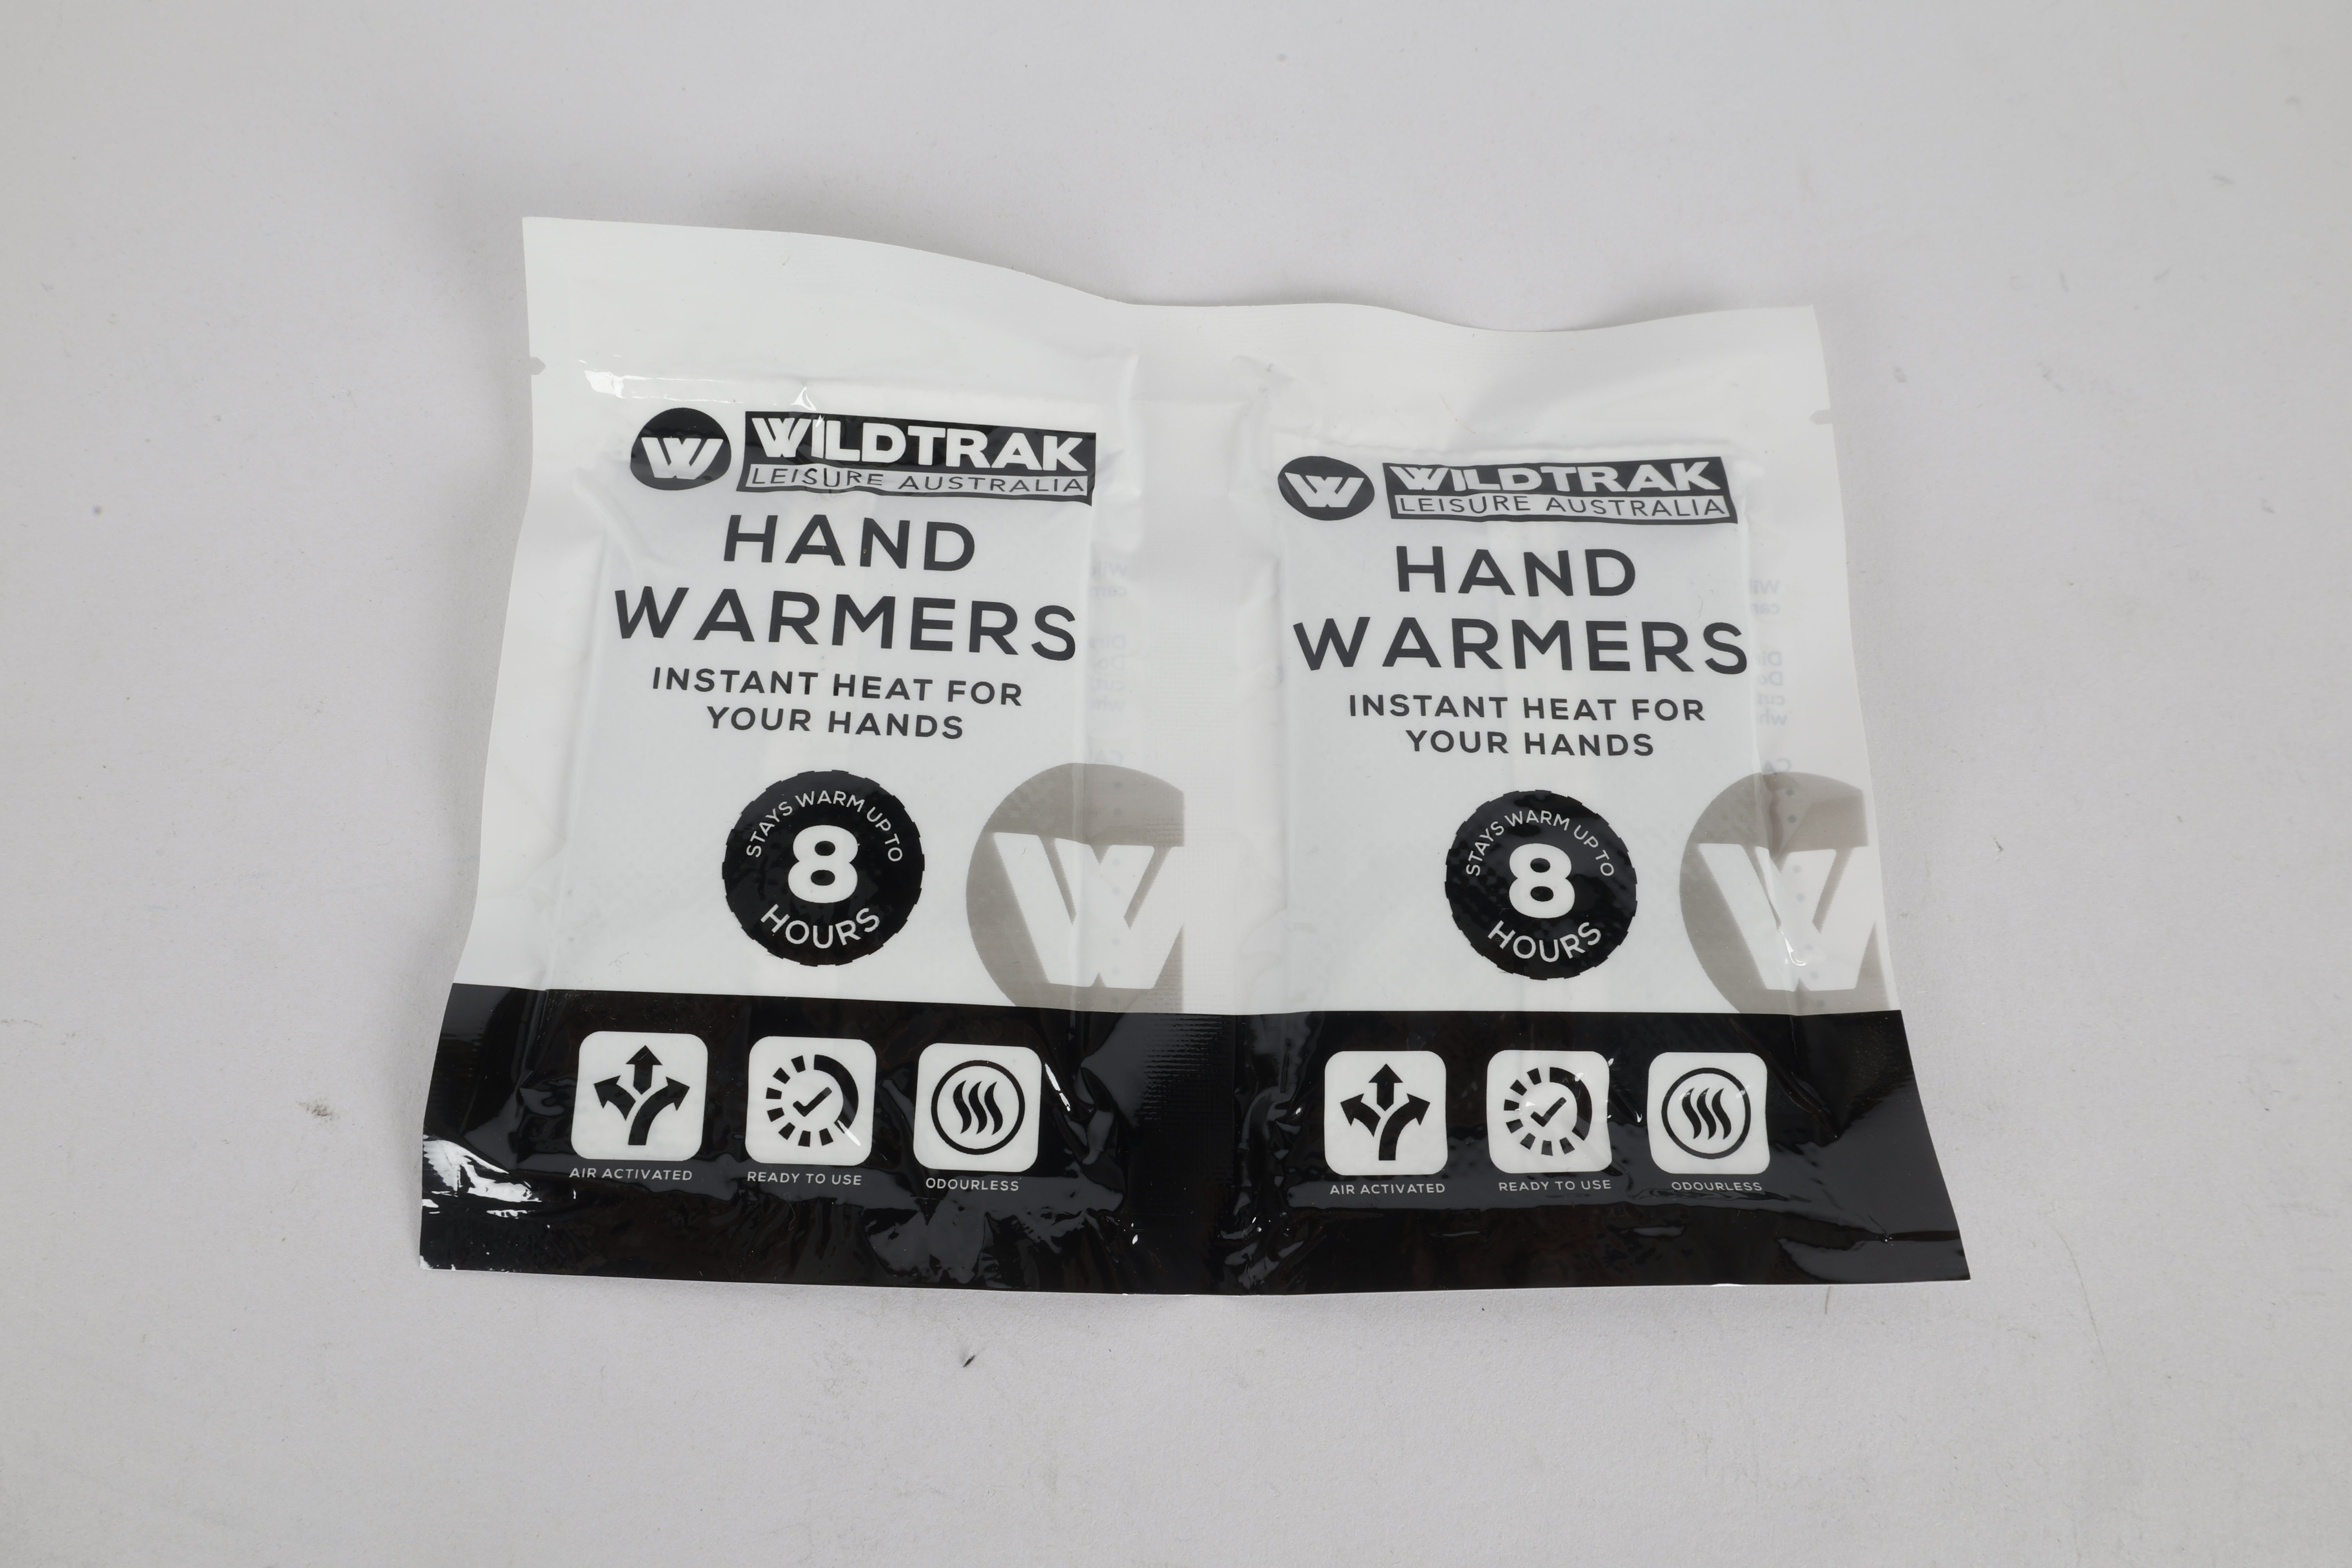 W WILDTRAK
LEISURE AUSTRALIA
HAND
WARMERS
INSTANT HEAT FOR
YOUR HANDS
STAYS WARM UP TO
8
HOURS
W
AIR ACTIVATED
READY TO USE
ODOURLESS
W WILDTRAK
LEISURE AUSTRALIA
HAND
WARMERS
INSTANT HEAT FOR
YOUR HANDS
STAYS WARM UP TO
8
HOURS
W
AIR ACTIVATED
READY TO USE
ODOURLESS